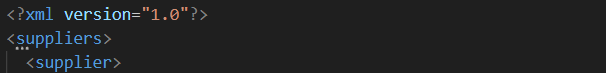 <?xml version="1.0"?>
<suppliers>
<supplier>